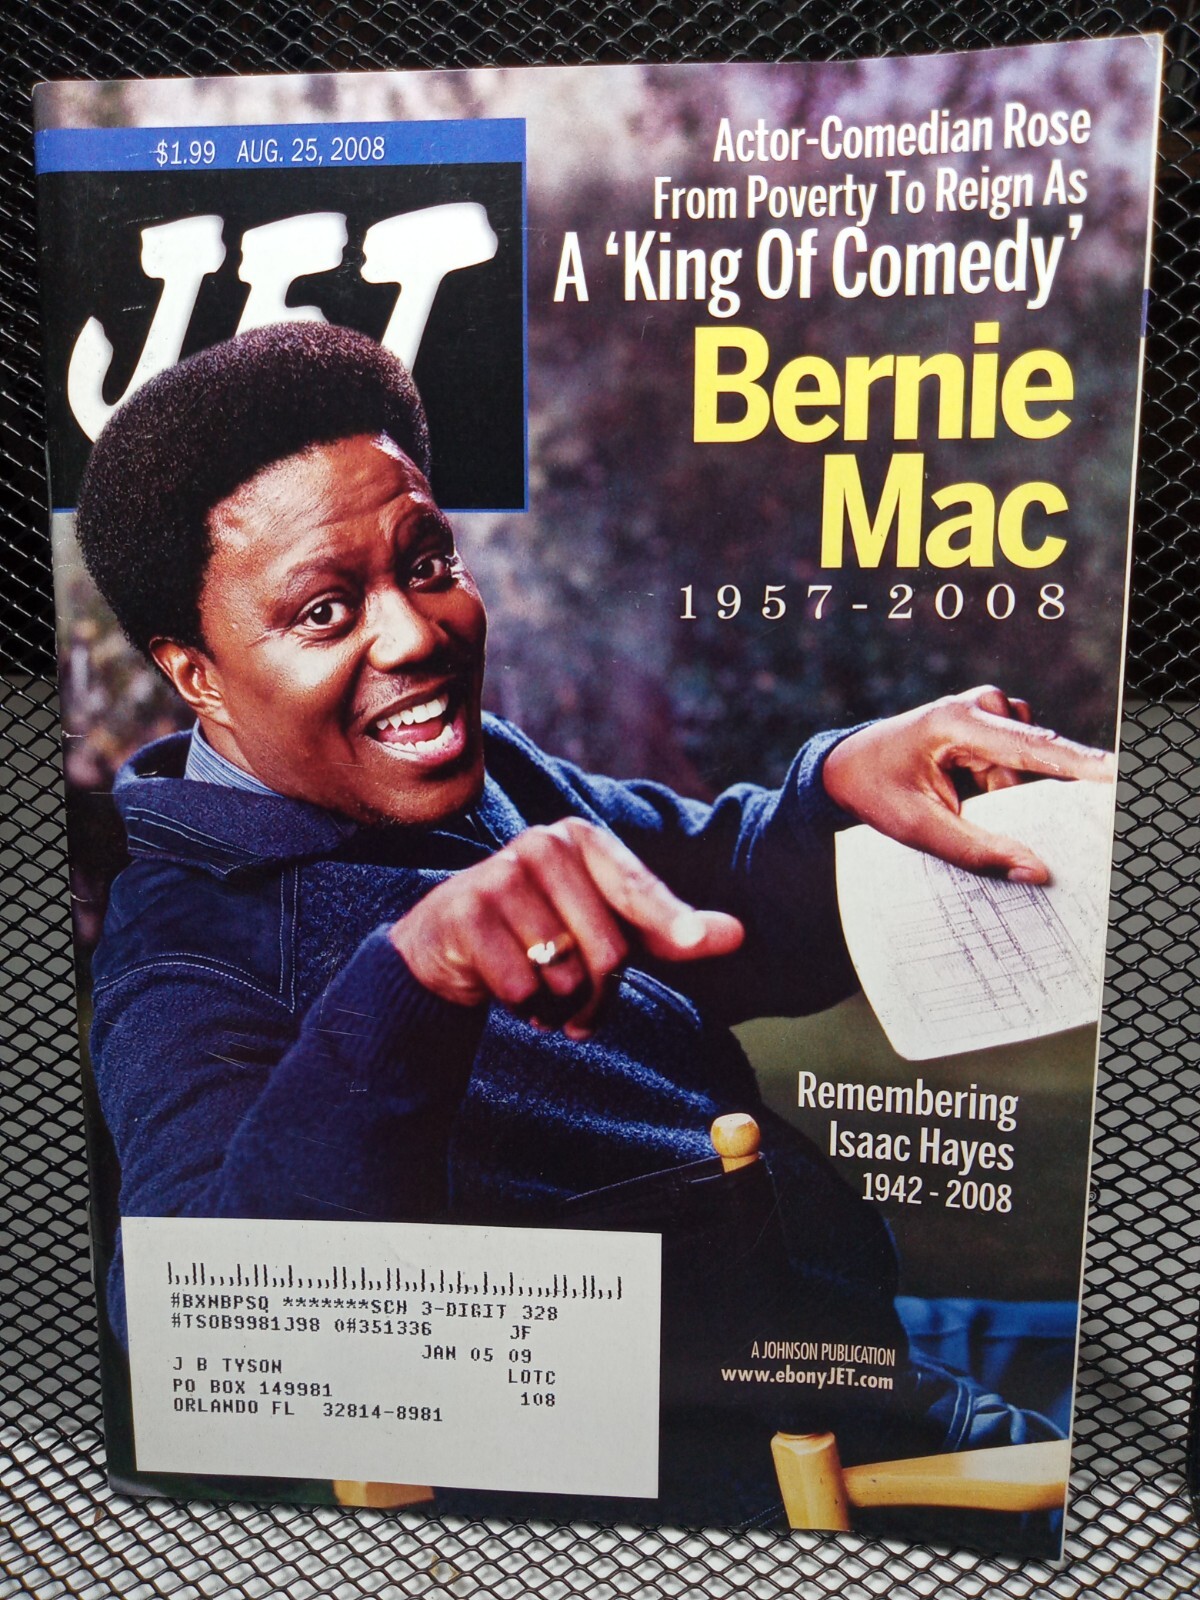 $1.99 AUG. 25, 2008
JET
Actor-Comedian Rose
From Poverty To Reign As
A 'King Of Comedy'
Bernie
Mac
1957-2008
Remembering
Isaac Hayes
1942 - 2008
#BXNBPSQ *******SCH 3-DIGIT 328
#TSOB9981J98 0#351336 JF
JAN 05 09
J B TYSON LOTC
PO BOX 149981 108
ORLANDO FL 32814-8981
A JOHNSON PUBLICATION
www.ebonyJET.com